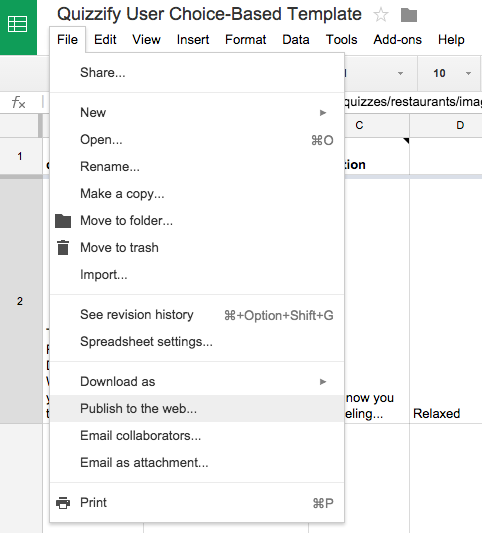 Quizzify User Choice-Based Template
File Edit View Insert Format Data Tools Add-ons Help
Share...
10
New
quizzes/restaurants/imag
Open... ⌘O
C D
Rename...
1
Make a copy...
Move to folder...
Move to trash
Import...
2
See revision history ⌘+Option+Shift+G
Spreadsheet settings...
Download as
now you
Publish to the web...
eling... Relaxed
Email collaborators...
Email as attachment...
Print ⌘P